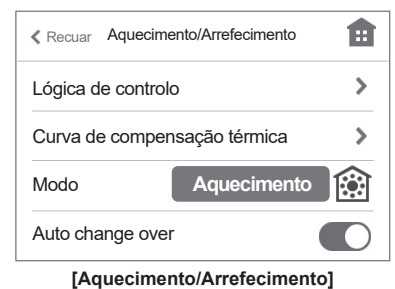 Recuar Aquecimento/Arrefecimento
Lógica de controlo
Curva de compensação térmica
Modo Aquecimento
Auto change over
[Aquecimento/Arrefecimento]